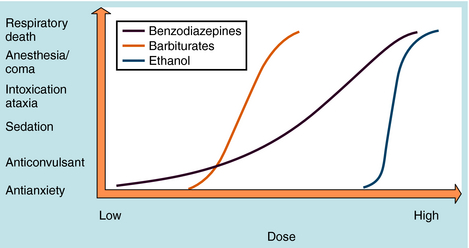 Respiratory
death
Anesthesia/
coma
Intoxication
ataxia
Sedation
Anticonvulsant
Antianxiety
Benzodiazepines
Barbiturates
Ethanol
Low
High
Dose